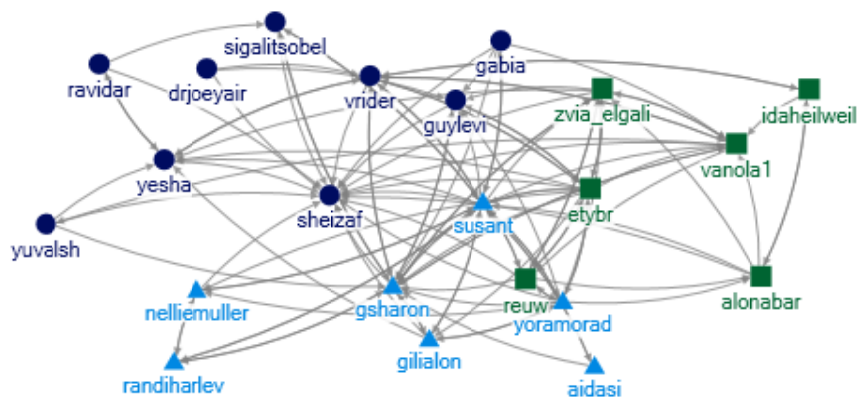 sigalitsobel
gabia
ravidar
drjoeyair
vrider
guylevi
zvia_elgali
idaheilweil
vanola1
yesha
sheizaf
susant
etybr
yuvalsh
nelliemuller
gsharon
reuw
yoramorad
alonabar
gilialon
randiharlev
aidasi